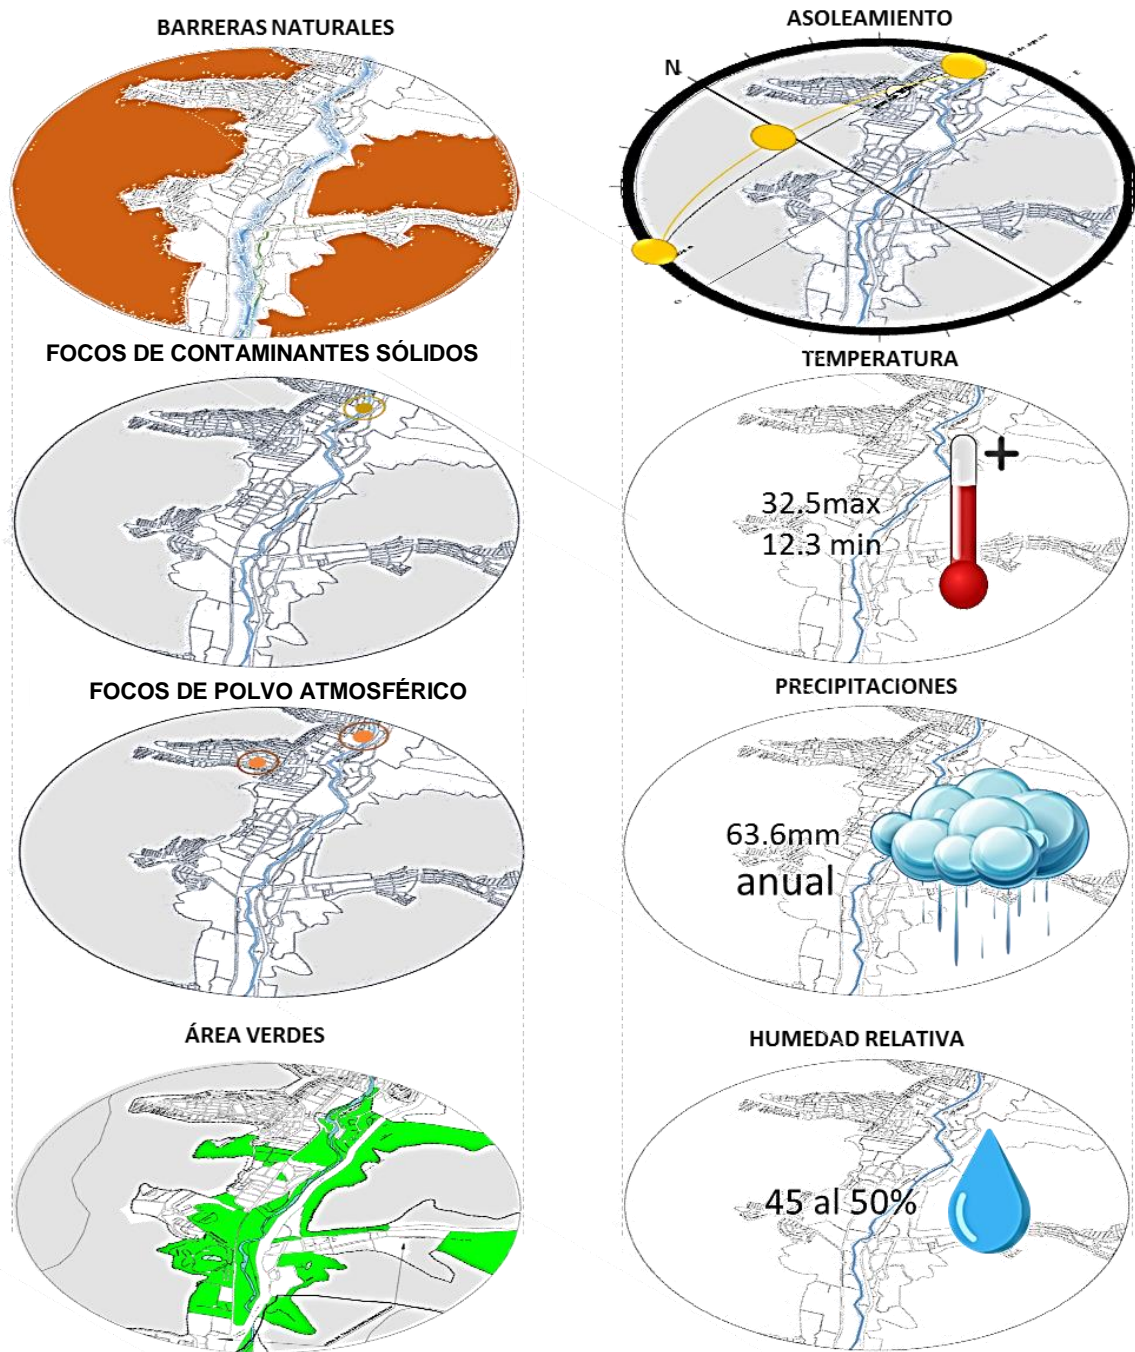 BARRERAS NATURALES
ASOLEAMIENTO
N
FOCOS DE CONTAMINANTES SÓLIDOS
TEMPERATURA
32.5max
12.3 min
FOCOS DE POLVO ATMOSFÉRICO
PRECIPITACIONES
63.6mm
anual
ÁREA VERDES
HUMEDAD RELATIVA
45 al 50%